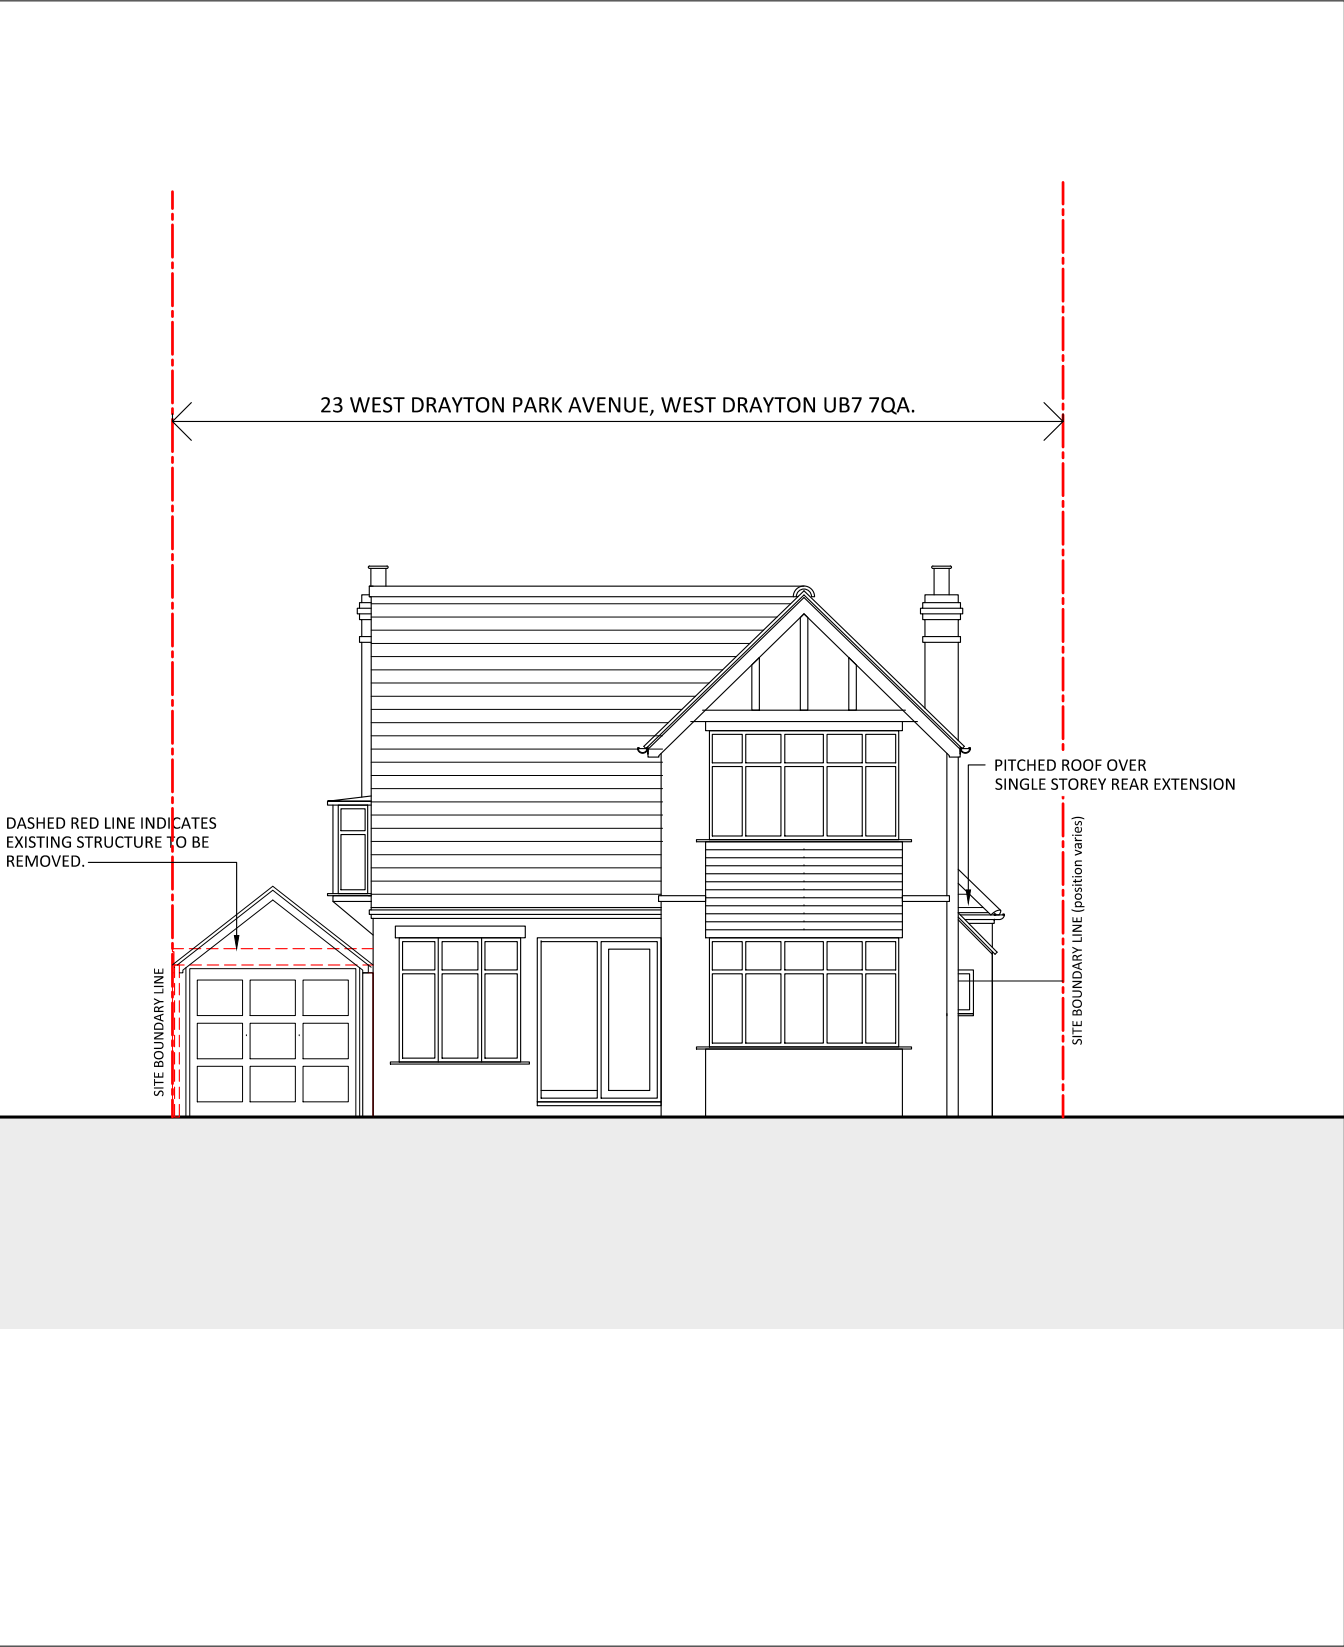 23 WEST DRAYTON PARK AVENUE, WEST DRAYTON UB7 7QA.
PITCHED ROOF OVER
SINGLE STOREY REAR EXTENSION
DASHED RED LINE INDICATES
EXISTING STRUCTURE TO BE
REMOVED.
SITE BOUNDARY LINE
SITE BOUNDARY LINE (position varies)